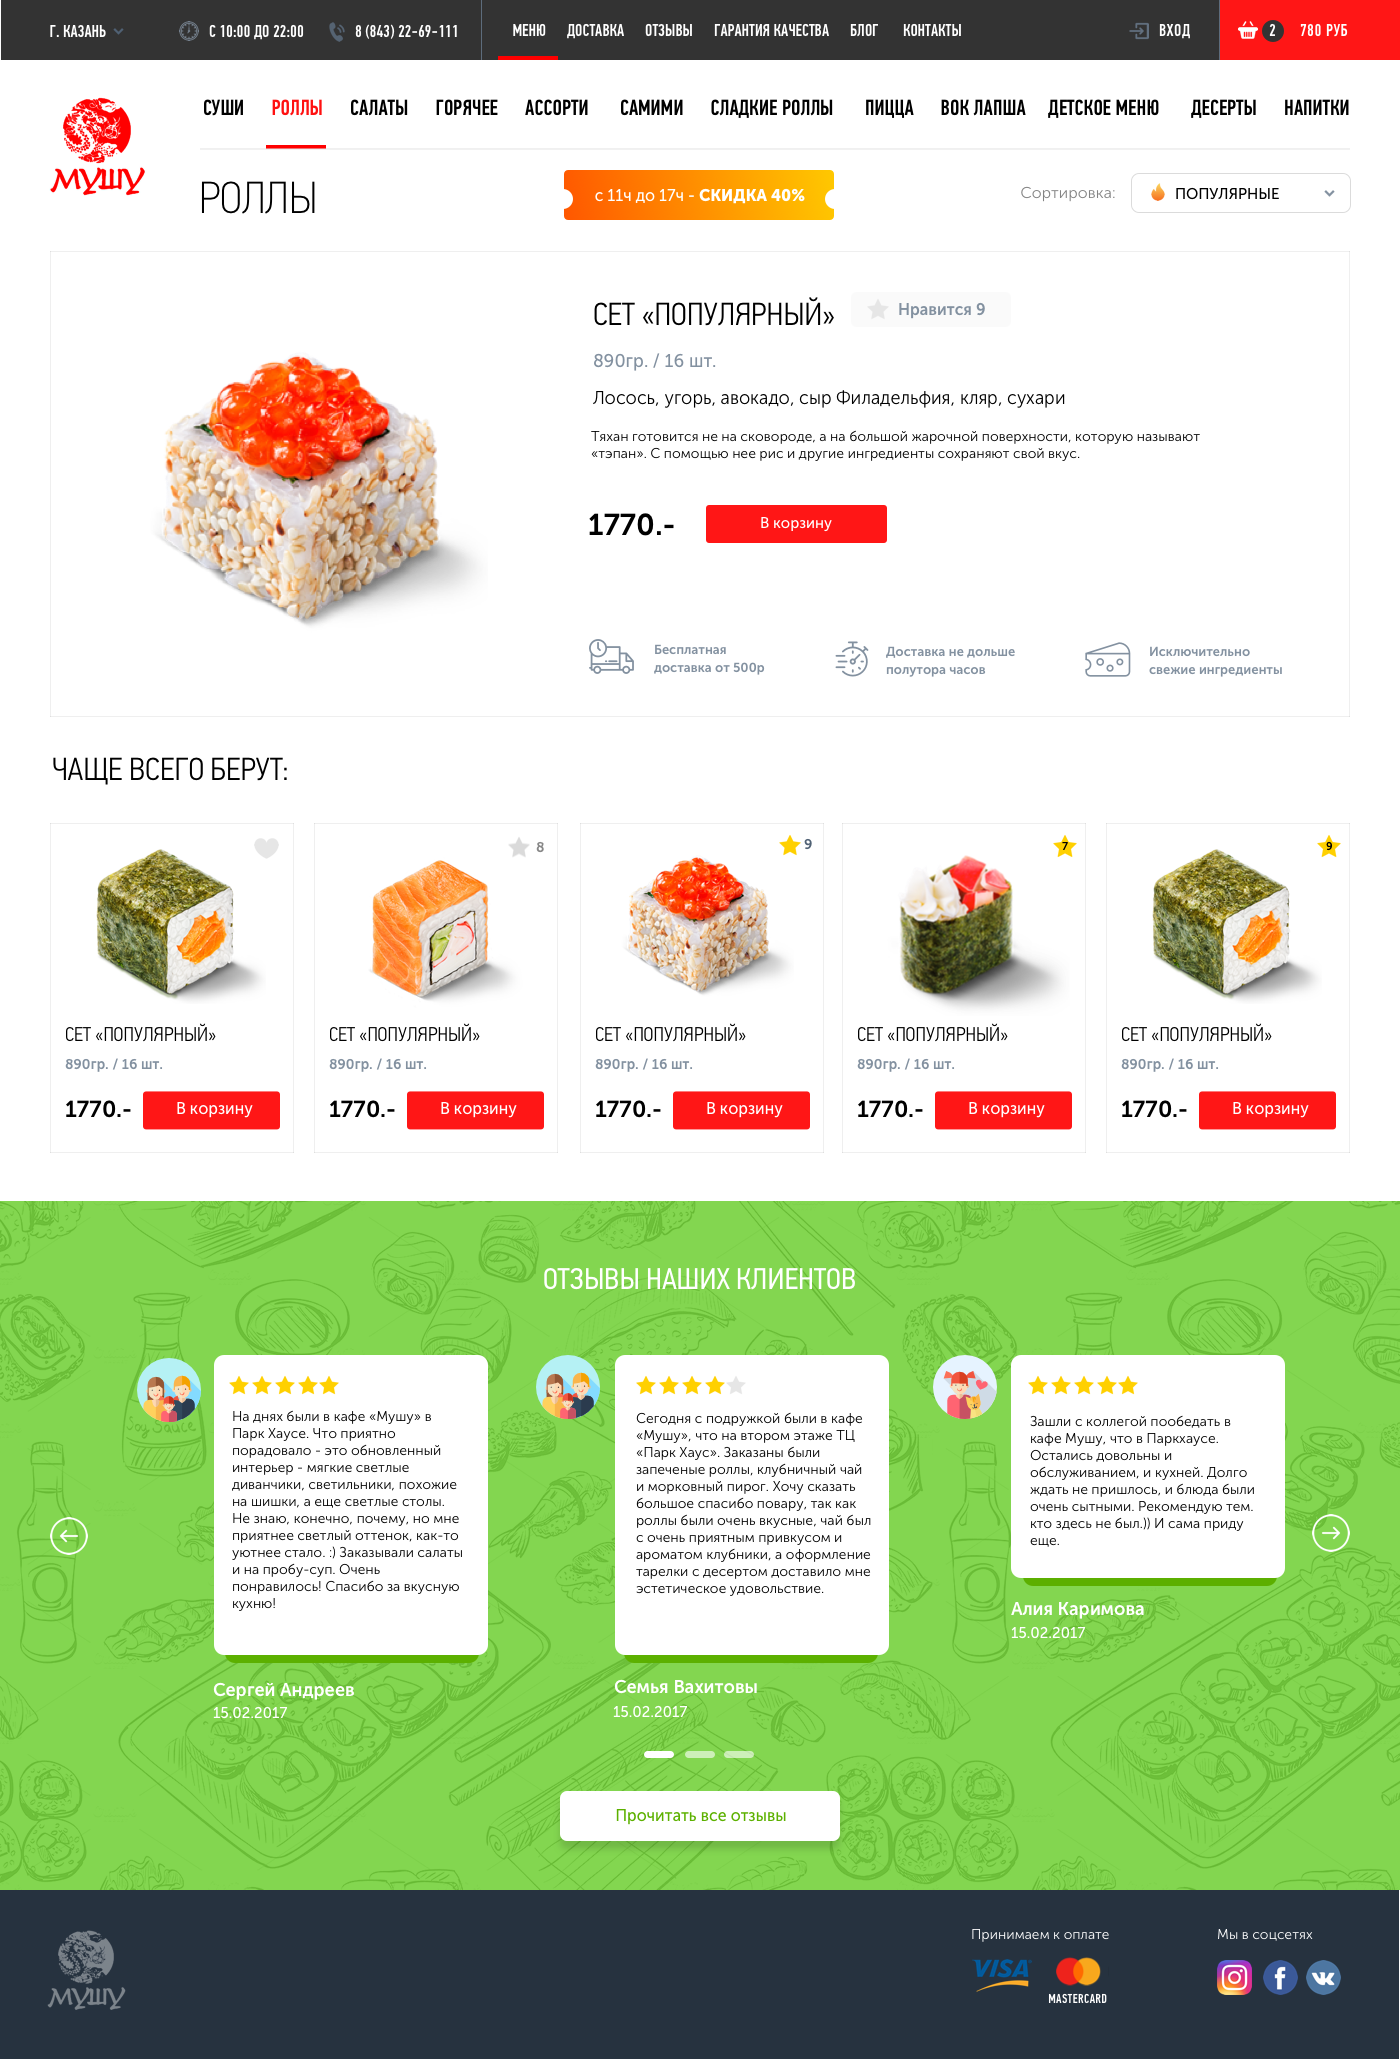 Г. КАЗАНЬ
С 10:00 ДО 22:00
8 (843) 22-69-111
МЕНЮ ДОСТАВКА ОТЗЫВЫ ГАРАНТИЯ КАЧЕСТВА БЛОГ КОНТАКТЫ
ВХОД
2 780 РУБ
СУШИ РОЛЛЫ САЛАТЫ ГОРЯЧЕЕ АССОРТИ САМИМИ СЛАДКИЕ РОЛЛЫ ПИЦЦА ВОК ЛАПША ДЕТСКОЕ МЕНЮ ДЕСЕРТЫ НАПИТКИ
МУШУ
РОЛЛЫ
с 11ч до 17ч - СКИДКА 40%
Сортировка:
ПОПУЛЯРНЫЕ
СЕТ «ПОПУЛЯРНЫЙ»
Нравится 9
890гр. / 16 шт.
Лосось, угорь, авокадо, сыр Филадельфия, кляр, сухари
Тяхан готовится не на сковороде, а на большой жарочной поверхности, которую называют
«тэпан». С помощью нее рис и другие ингредиенты сохраняют свой вкус.
1770.-
В корзину
Бесплатная
доставка от 500р
Доставка не дольше
полутора часов
Исключительно
свежие ингредиенты
ЧАЩЕ ВСЕГО БЕРУТ:
СЕТ «ПОПУЛЯРНЫЙ»
890гр. / 16 шт.
1770.- В корзину
8
СЕТ «ПОПУЛЯРНЫЙ»
890гр. / 16 шт.
1770.- В корзину
9
СЕТ «ПОПУЛЯРНЫЙ»
890гр. / 16 шт.
1770.- В корзину
7
СЕТ «ПОПУЛЯРНЫЙ»
890гр. / 16 шт.
1770.- В корзину
9
СЕТ «ПОПУЛЯРНЫЙ»
890гр. / 16 шт.
1770.- В корзину
ОТЗЫВЫ НАШИХ КЛИЕНТОВ
На днях были в кафе «Мушу» в
Парк Хаусе. Что приятно
порадовало - это обновленный
интерьер - мягкие светлые
диванчики, светильники, похожие
на шишки, а еще светлые столы.
Не знаю, конечно, почему, но мне
приятнее светлый оттенок, как-то
уютнее стало. :) Заказывали салаты
и на пробу-суп. Очень
понравилось! Спасибо за вкусную
кухню!
Сергей Андреев
15.02.2017
Сегодня с подружкой были в кафе
«Мушу», что на втором этаже ТЦ
«Парк Хаус». Заказаны были
запеченые роллы, клубничный чай
и морковный пирог. Хочу сказать
большое спасибо повару, так как
роллы были очень вкусные, чай был
с очень приятным привкусом и
ароматом клубники, а оформление
тарелки с десертом доставило мне
эстетическое удовольствие.
Семья Вахитовы
15.02.2017
Зашли с коллегой пообедать в
кафе Мушу, что в Паркхаусе.
Остались довольны и
обслуживанием, и кухней. Долго
ждать не пришлось, и блюда были
очень сытными. Рекомендую тем.
кто здесь не был.)) И сама приду
еще.
Алия Каримова
15.02.2017
Прочитать все отзывы
МУШУ
Принимаем к оплате
VISA
MASTERCARD
Мы в соцсетях